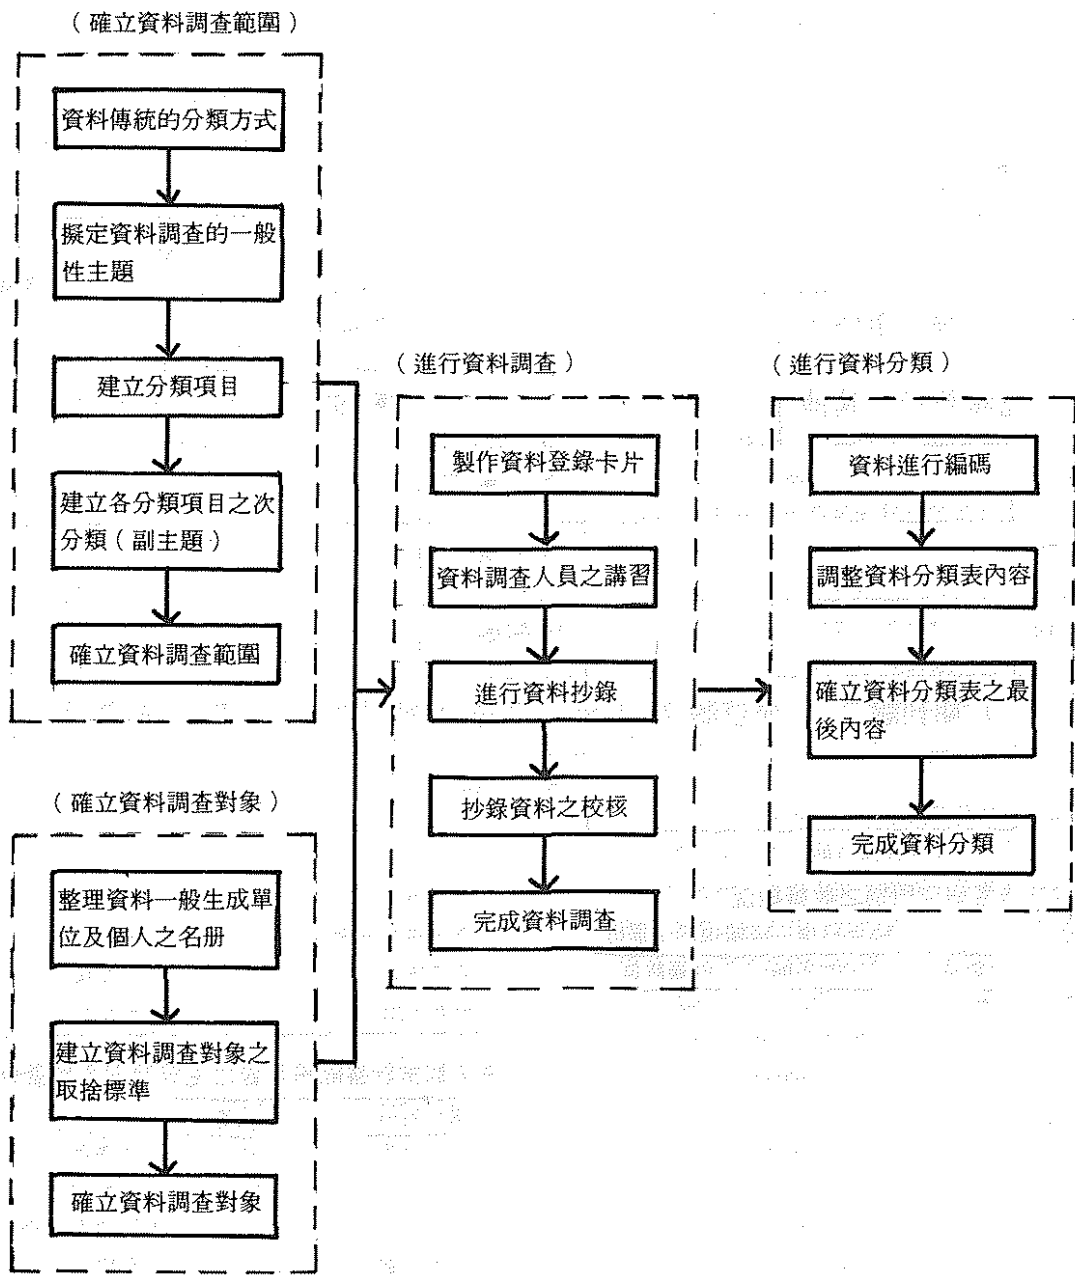 （確立資料調查範圍）
資料傳統的分類方式
擬定資料調查的一般
性主題
建立分類項目
建立各分類項目之次
分類（副主題）
確立資料調查範圍
（確立資料調查對象）
整理資料一般生成單
位及個人之名册
建立資料調查對象之
取捨標準
確立資料調查對象
（進行資料調查）
製作資料登錄卡片
資料調查人員之講習
進行資料抄錄
抄錄資料之校核
完成資料調查
（進行資料分類）
資料進行編碼
調整資料分類表內容
確立資料分類表之最
後內容
完成資料分類